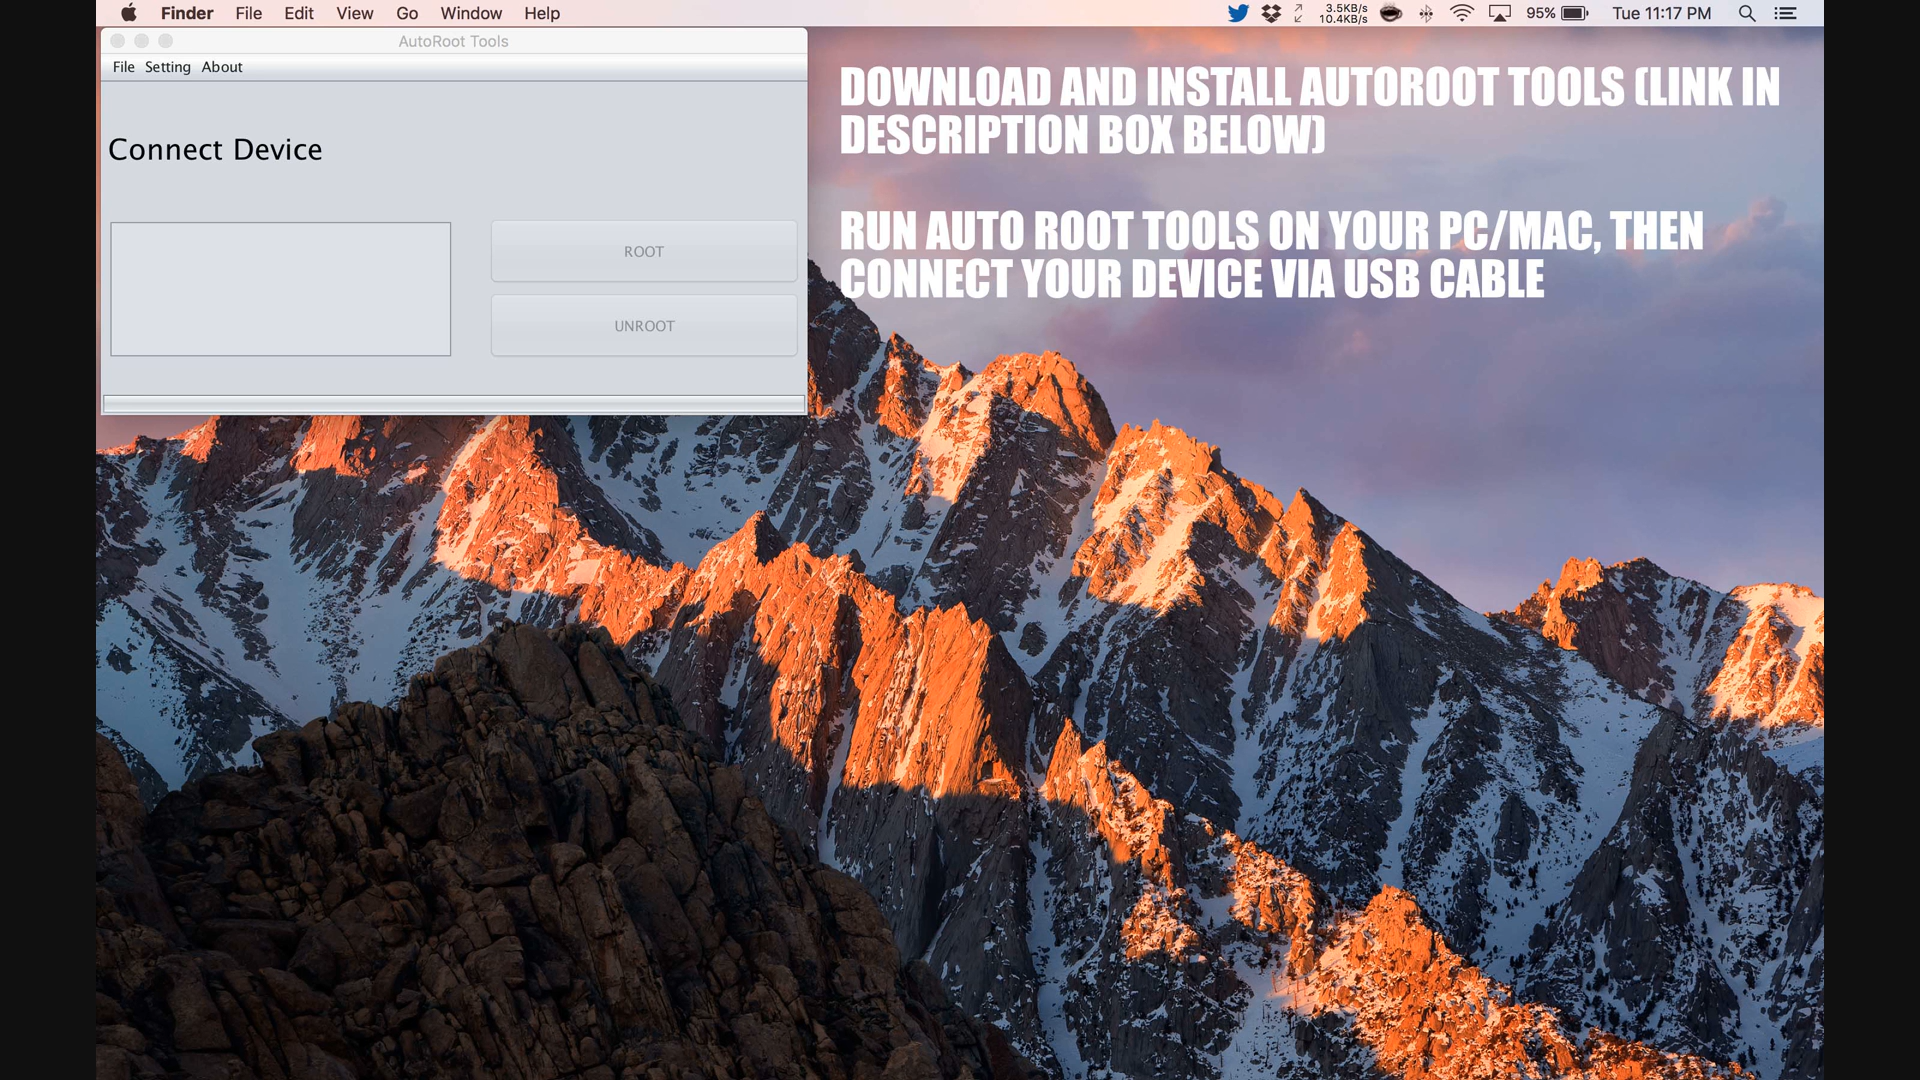 Finder File Edit View Go Window Help 3.5KB/s 10.4KB/s 95% Tue 11:17 PM
AutoRoot Tools
File Setting About
Connect Device
ROOT
UNROOT
DOWNLOAD AND INSTALL AUTOROOT TOOLS (LINK IN
DESCRIPTION BOX BELOW)
RUN AUTO ROOT TOOLS ON YOUR PC/MAC, THEN
CONNECT YOUR DEVICE VIA USB CABLE